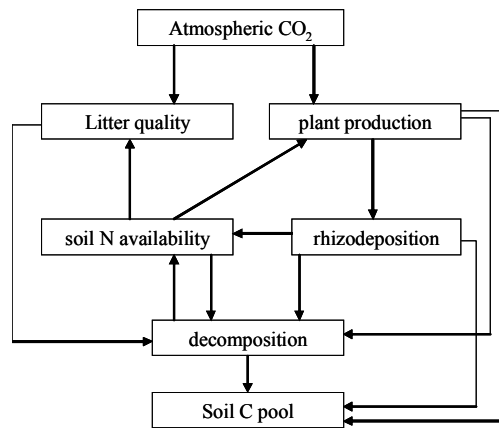 Atmospheric CO₂
Litter quality
plant production
soil N availability
rhizodeposition
decomposition
Soil C pool